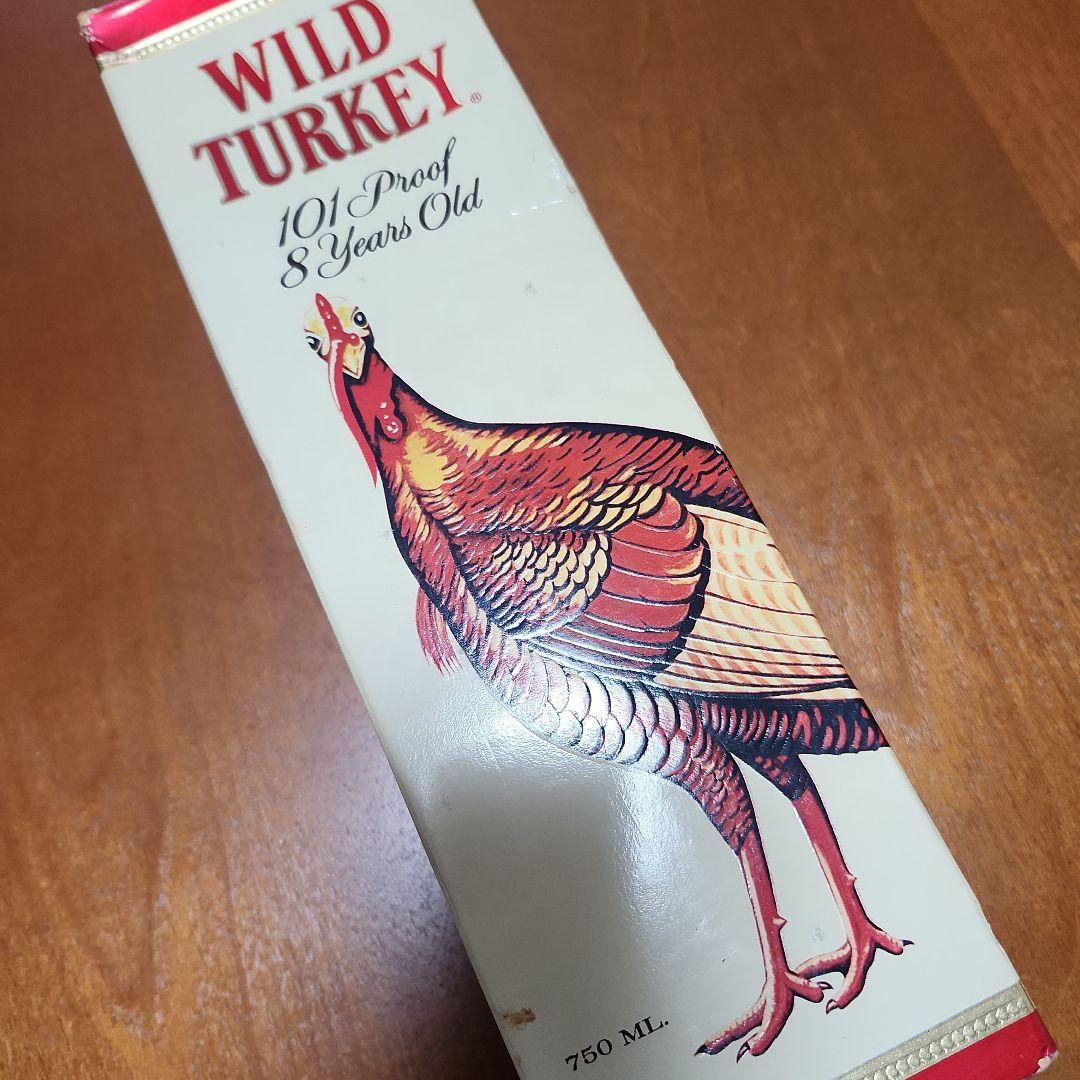 WILD
TURKEY®
101 Proof
8 Years Old
750 ML.